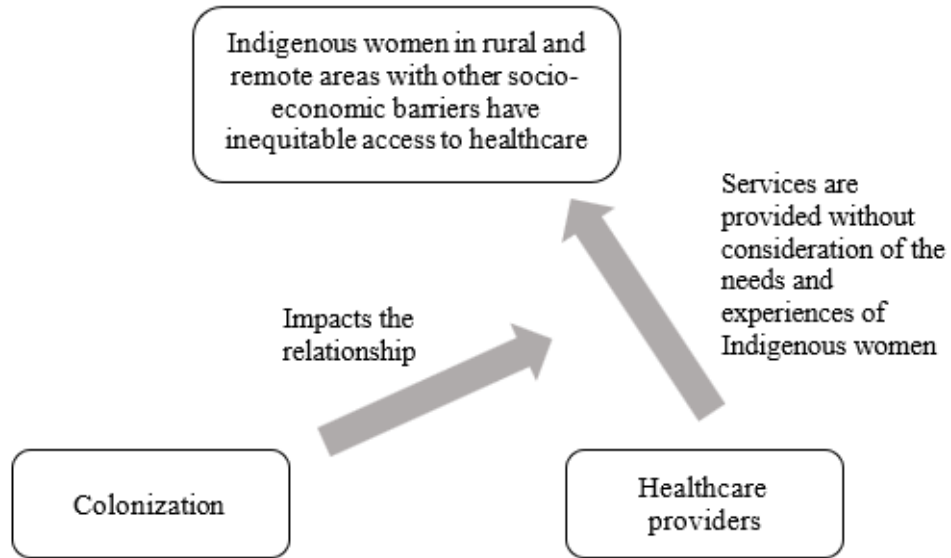 Indigenous women in rural and
remote areas with other socio-
economic barriers have
inequitable access to healthcare
Services are
provided without
consideration of the
needs and
experiences of
Indigenous women
Impacts the
relationship
Colonization
Healthcare
providers